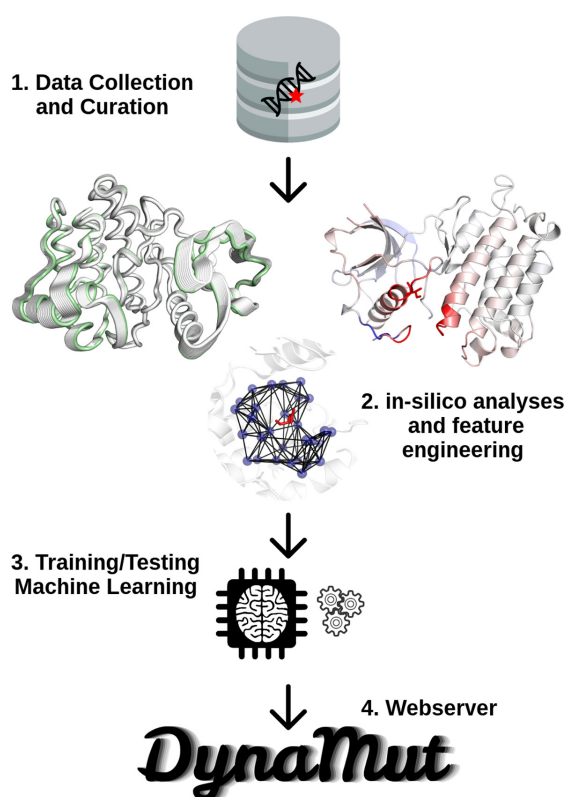 1. Data Collection
and Curation
2. in-silico analyses
and feature
engineering
3. Training/Testing
Machine Learning
4. Webserver
DynaMut